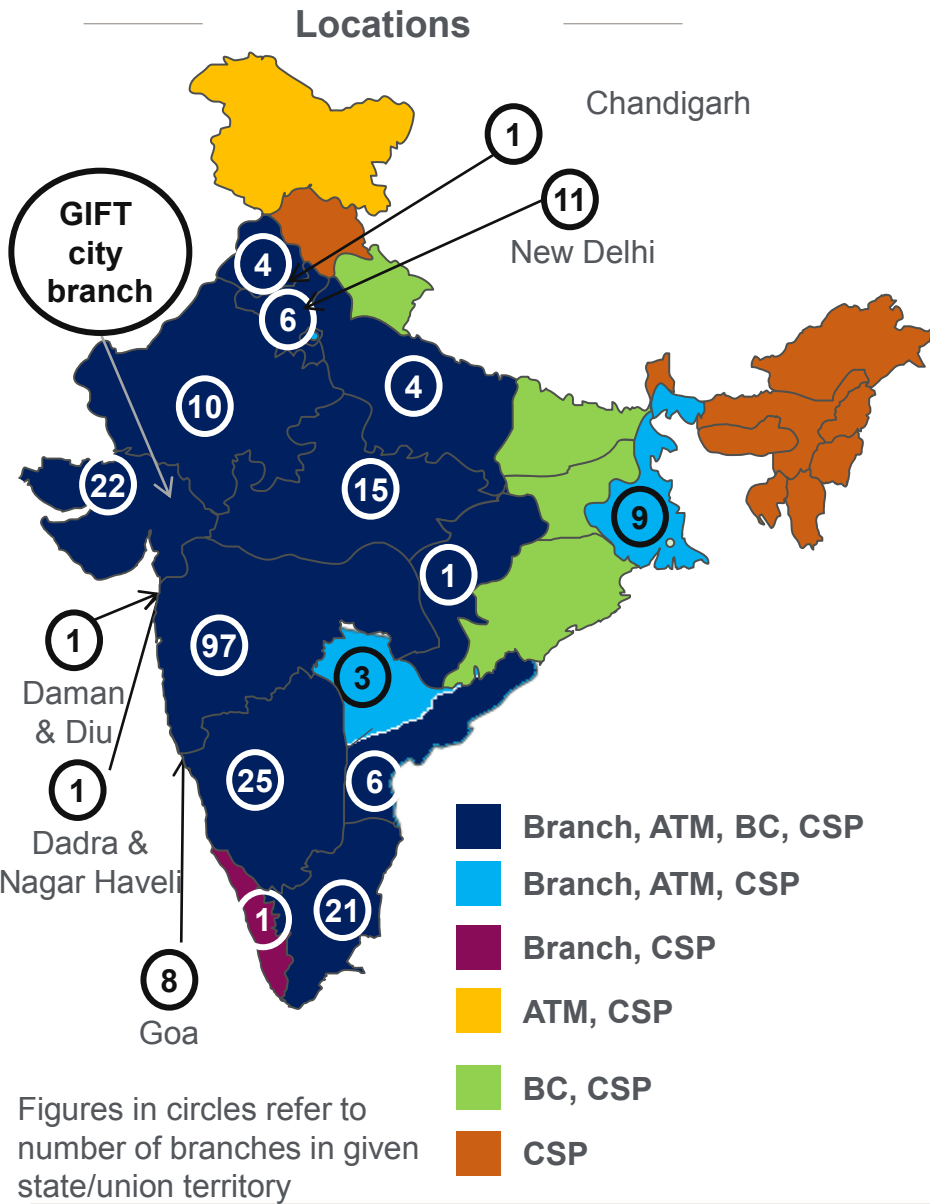 Locations
Chandigarh
1
11
New Delhi
GIFT
city
branch
4
6
4
10
22
15
9
1
1
Daman
& Diu
97
3
1
Dadra &
Nagar Haveli
25
6
1
21
8
Goa
Branch, ATM, BC, CSP
Branch, ATM, CSP
Branch, CSP
ATM, CSP
BC, CSP
CSP
Figures in circles refer to
number of branches in given
state/union territory